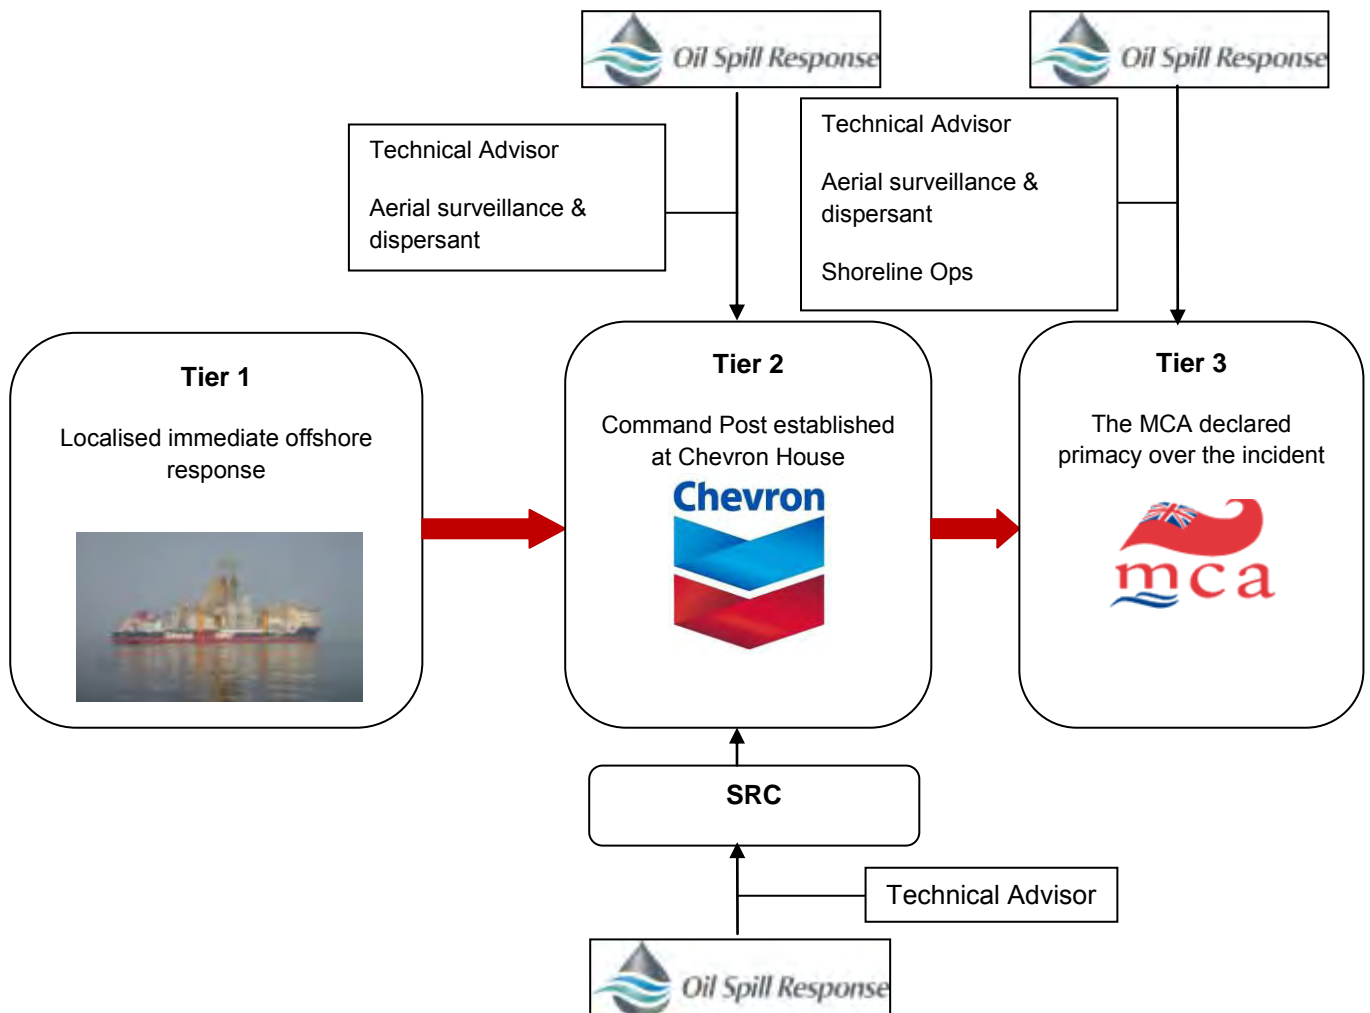 Oil Spill Response
Oil Spill Response
Technical Advisor
Aerial surveillance &
dispersant
Technical Advisor
Aerial surveillance &
dispersant
Shoreline Ops
Tier 1
Localised immediate offshore
response
Tier 2
Command Post established
at Chevron House
Chevron
Tier 3
The MCA declared
primacy over the incident
mca
SRC
Technical Advisor
Oil Spill Response